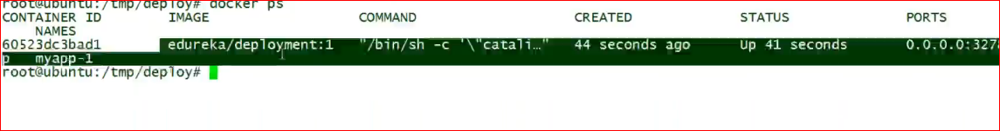 root@ubuntu:/tmp/deploy# docker ps
CONTAINER ID IMAGE COMMAND CREATED STATUS PORTS
NAMES
60523dc3bad1 edureka/deployment:1 "/bin/sh -c '\"catali…" 44 seconds ago Up 41 seconds 0.0.0.0:327
p myapp-1
root@ubuntu:/tmp/deploy#